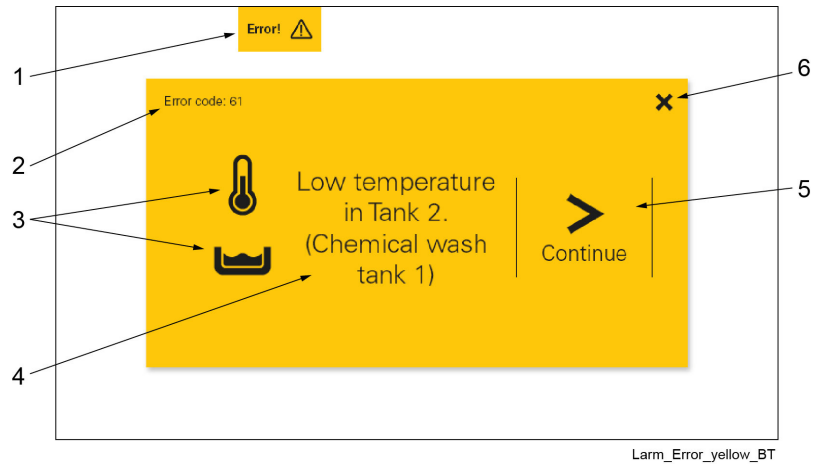 Error!
1
6
Error code: 61
2
3
Low temperature
in Tank 2.
(Chemical wash
tank 1)
Continue
5
4
Larm_Error_yellow_BT